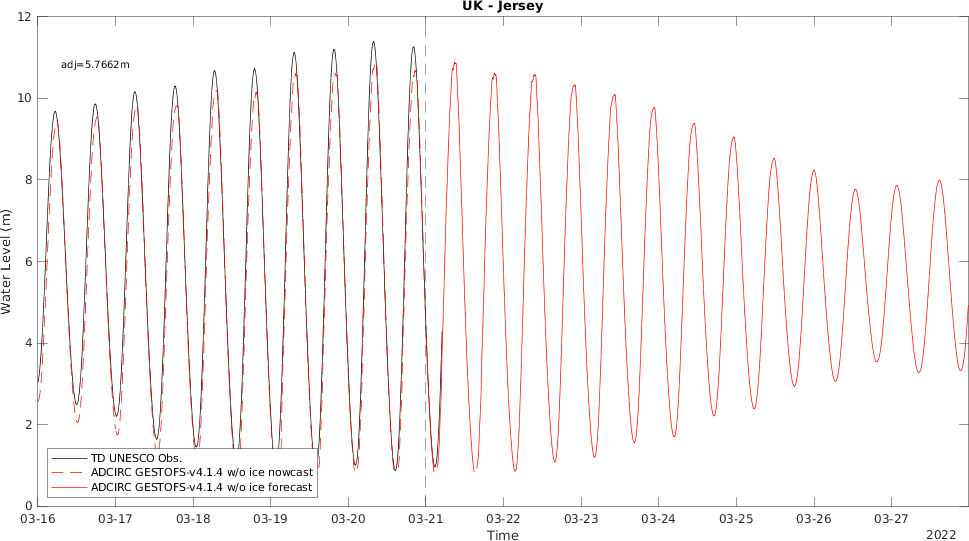 UK - Jersey
adj=5.7662m
Water Level (m)
12
10
8
6
4
2
0
TD UNESCO Obs.
ADCIRC GESTOFS-v4.1.4 w/o ice nowcast
ADCIRC GESTOFS-v4.1.4 w/o ice forecast
03-16 03-17 03-18 03-19 03-20 03-21 03-22 03-23 03-24 03-25 03-26 03-27
Time
2022